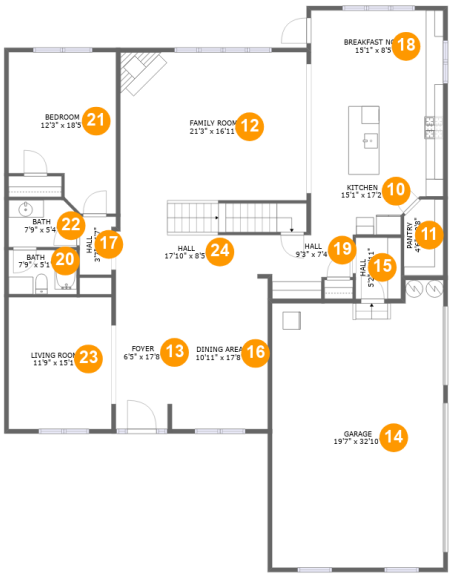 BREAKFAST NO
15'1" x 8'5
18
BEDROOM
12'3" x 18'5
21
FAMILY ROOM
21'3" x 16'11
12
KITCHEN
15'1" x 17'2
10
BATH
7'9" x 5'4
22
PANTRY
11
HALL
17
HALL
17'10" x 8'5
24
HALL
9'3" x 7'4
19
BATH
7'9" x 5'1
20
HALL
15
LIVING ROO
11'9" x 15'1
23
FOYER
6'5" x 17'8
13
DINING AREA
10'11" x 17'8
16
GARAGE
19'7" x 32'10
14